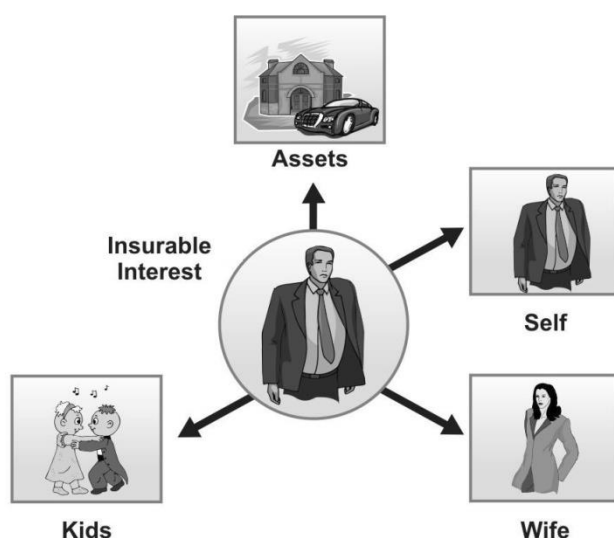 Assets
Insurable
Interest
Self
Kids
Wife